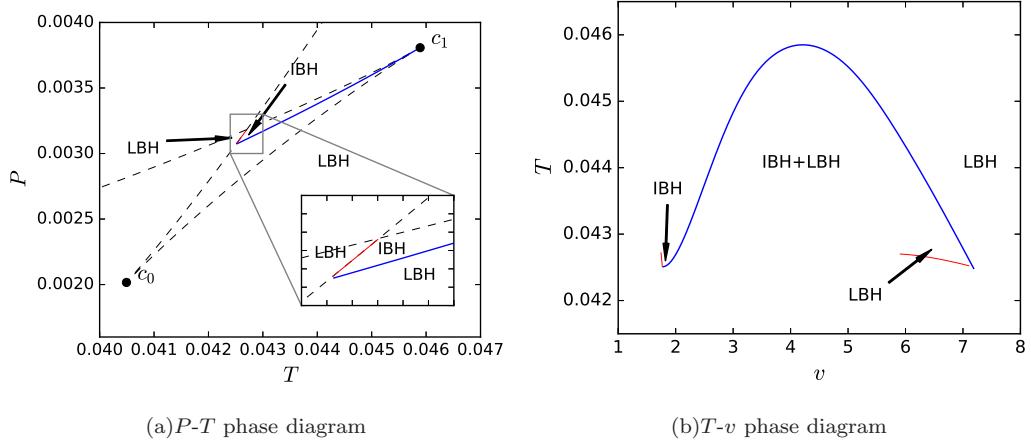 0.0040
0.0035
0.0030
0.0025
0.0020
P
c1
IBH
LBH
LBH
LBH
IBH
LBH
c0
0.040 0.041 0.042 0.043 0.044 0.045 0.046 0.047
T
(a)P-T phase diagram
0.046
0.045
0.044
0.043
0.042
T
IBH+LBH
LBH
IBH
LBH
1 2 3 4 5 6 7 8
v
(b)T-v phase diagram